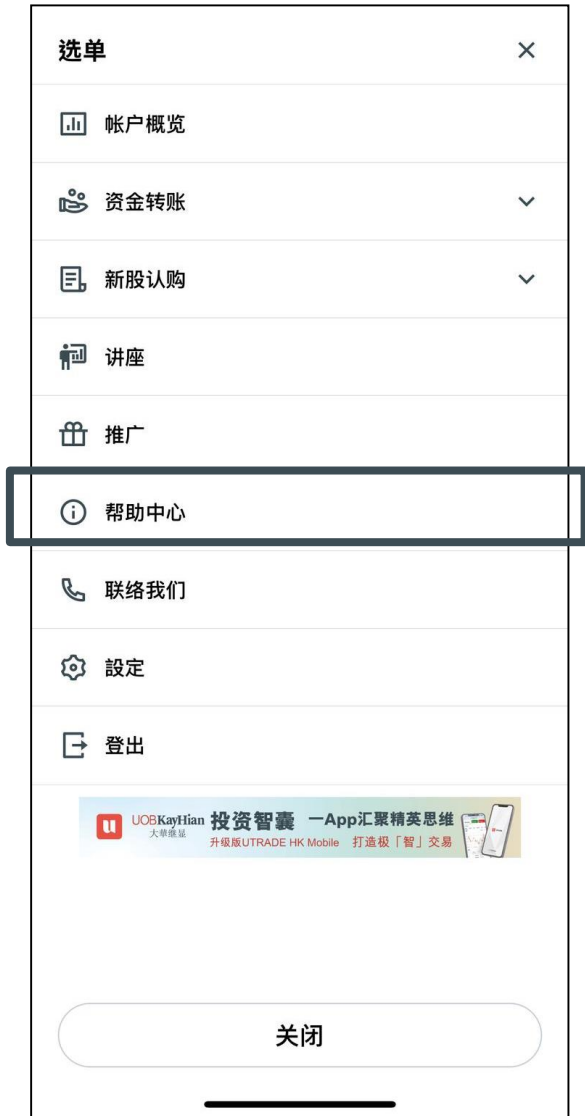 选单
帐户概览
资金转账
新股认购
讲座
推广
帮助中心
联络我们
設定
登出
UOBKayHian
大華继显
投资智囊 一App汇聚精英思维
升级版UTRADE HK Mobile 打造极「智」交易
关闭